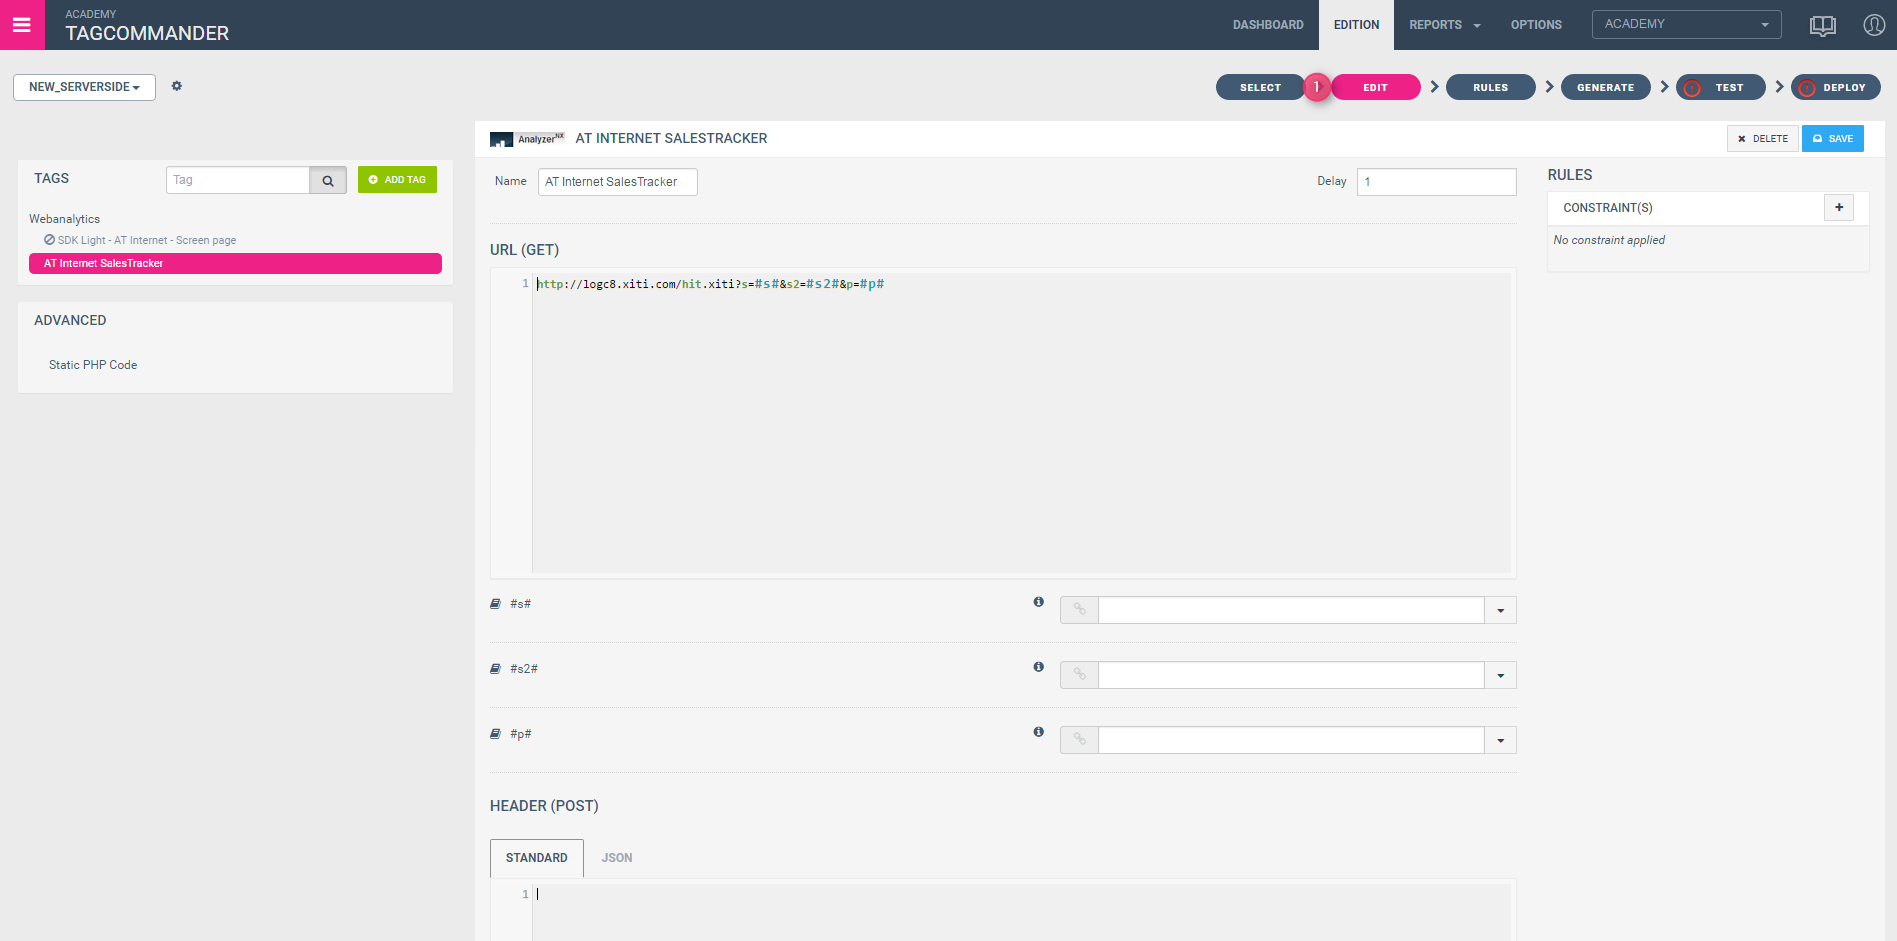 ACADEMY
TAGCOMMANDER
DASHBOARD
EDITION
REPORTS
OPTIONS
ACADEMY
NEW_SERVERSIDE
SELECT
1
EDIT
RULES
GENERATE
TEST
DEPLOY
AnalyzerNX
AT INTERNET SALESTRACKER
DELETE
SAVE
TAGS
Tag
ADD TAG
Webanalytics
SDK Light - AT Internet - Screen page
AT Internet SalesTracker
ADVANCED
Static PHP Code
Name
AT Internet SalesTracker
Delay
1
URL (GET)
1
http://logc8.xiti.com/hit.xiti?s=#s#&s2=#s2#&p=#p#
#s#
#s2#
#p#
HEADER (POST)
STANDARD
JSON
1
RULES
CONSTRAINT(S)
+
No constraint applied